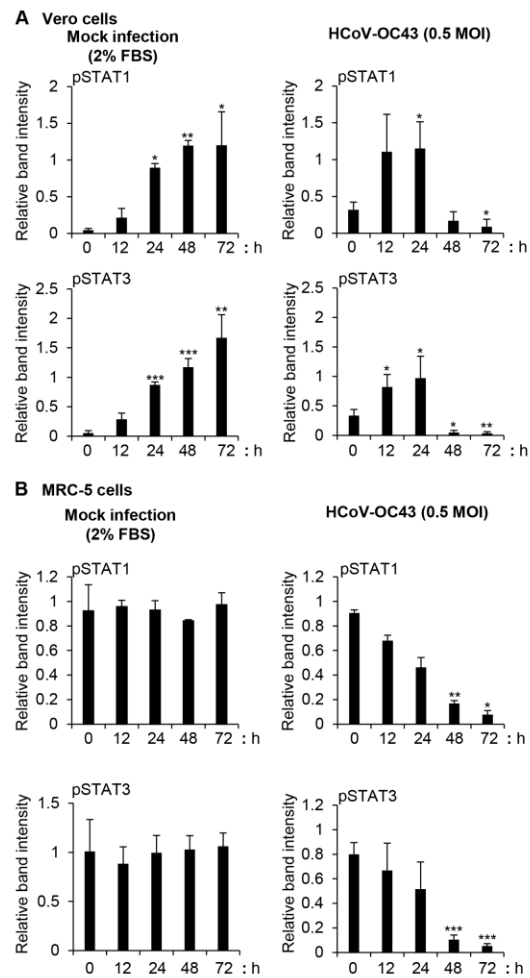 A Vero cells
Mock infection
(2% FBS)
HCoV-OC43 (0.5 MOI)
pSTAT1
Relative band intensity
2
1.5
1
0.5
0
*
**
*
0 12 24 48 72 : h
pSTAT1
Relative band intensity
2
1.5
1
0.5
0
*
*
0 12 24 48 72 : h
pSTAT3
Relative band intensity
2.5
2
1.5
1
0.5
0
***
***
**
0 12 24 48 72 : h
pSTAT3
Relative band intensity
2.5
2
1.5
1
0.5
0
*
*
*
**
0 12 24 48 72 : h
B MRC-5 cells
Mock infection
(2% FBS)
HCoV-OC43 (0.5 MOI)
pSTAT1
Relative band intensity
1.2
1
0.8
0.6
0.4
0.2
0
0 12 24 48 72 : h
pSTAT1
Relative band intensity
1.2
1
0.8
0.6
0.4
0.2
0
**
*
0 12 24 48 72 : h
pSTAT3
Relative band intensity
1.5
1
0.5
0
0 12 24 48 72 : h
pSTAT3
Relative band intensity
1.2
0.8
0.6
0.4
0.2
0
***
***
0 12 24 48 72 : h